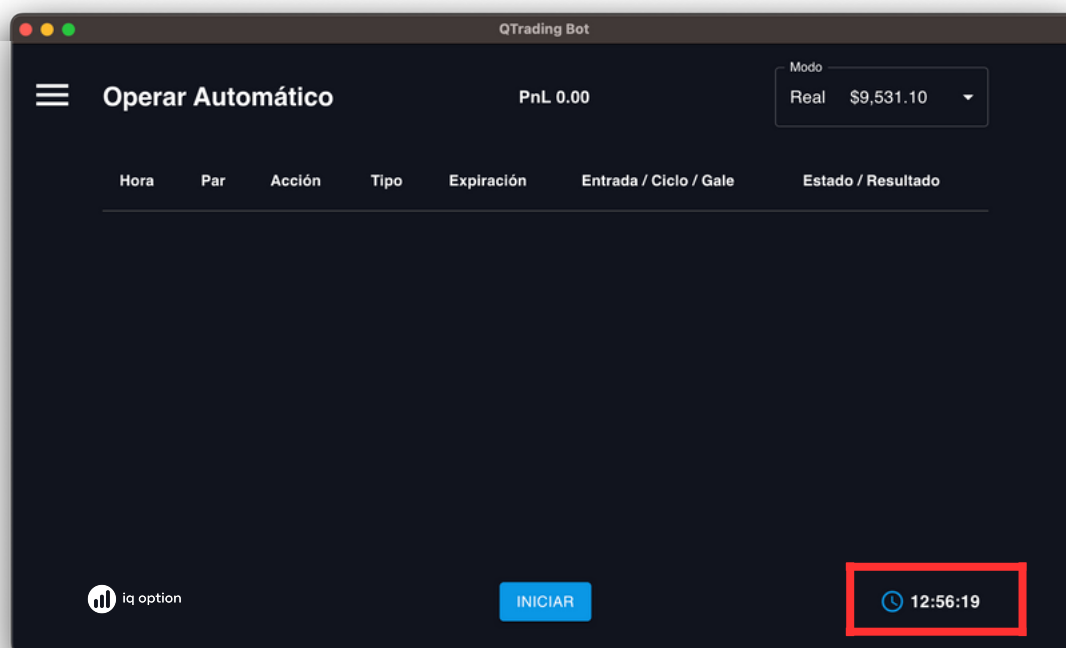 QTrading Bot
Operar Automático
PnL 0.00
Modo
Real $9,531.10
Hora Par Acción Tipo Expiración Entrada / Ciclo / Gale Estado / Resultado
iq option
INICIAR
12:56:19